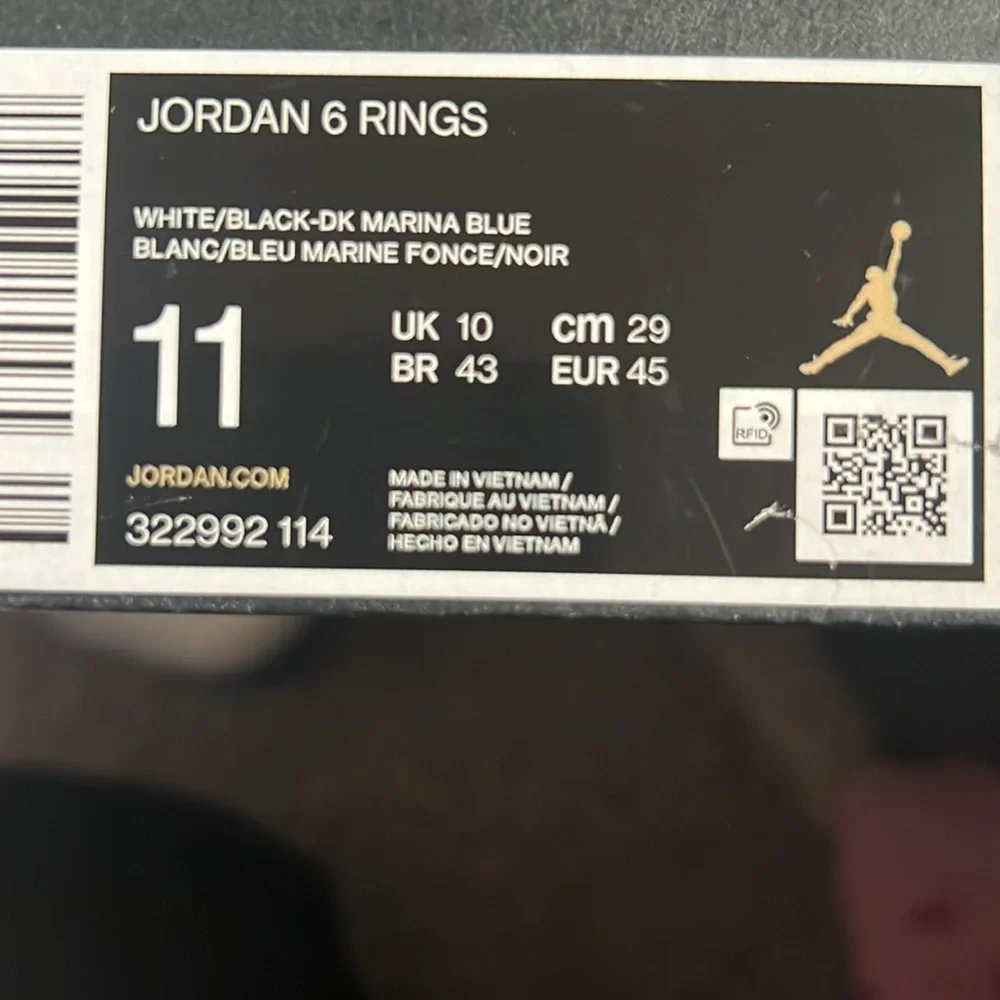 JORDAN 6 RINGS
WHITE/BLACK-DK MARINA BLUE
BLANC/BLEU MARINE FONCE/NOIR
11
UK 10 cm 29
BR 43 EUR 45
RFID
JORDAN.COM
322992 114
MADE IN VIETNAM /
FABRIQUE AU VIETNAM /
FABRICADO NO VIETNÃ /
HECHO EN VIETNAM